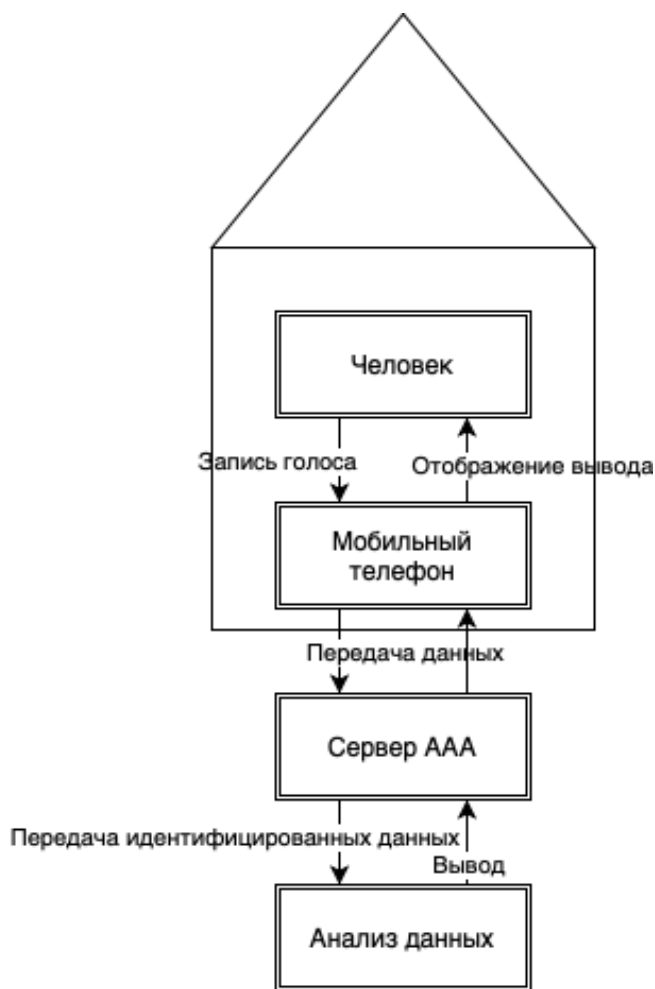 Человек
Запись голоса
Отображение вывода
Мобильный
телефон
Передача данных
Сервер ААА
Передача идентифицированных данных
Вывод
Анализ данных